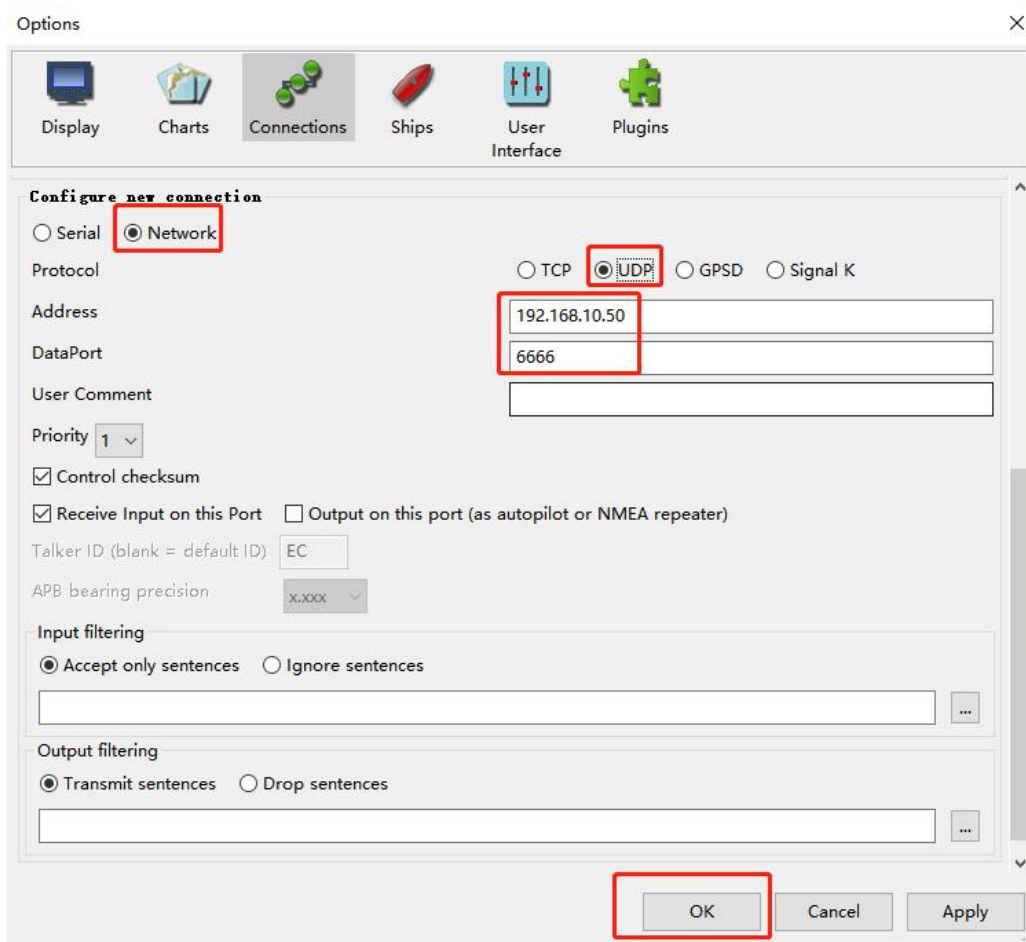 Options
Display Charts Connections Ships User Interface Plugins
Configure new connection
Serial Network
Protocol TCP UDP GPSD Signal K
Address 192.168.10.50
DataPort 6666
User Comment
Priority 1
Control checksum
Receive Input on this Port Output on this port (as autopilot or NMEA repeater)
Talker ID (blank = default ID) EC
APB bearing precision x.xxx
Input filtering
Accept only sentences Ignore sentences
...
Output filtering
Transmit sentences Drop sentences
...
OK Cancel Apply